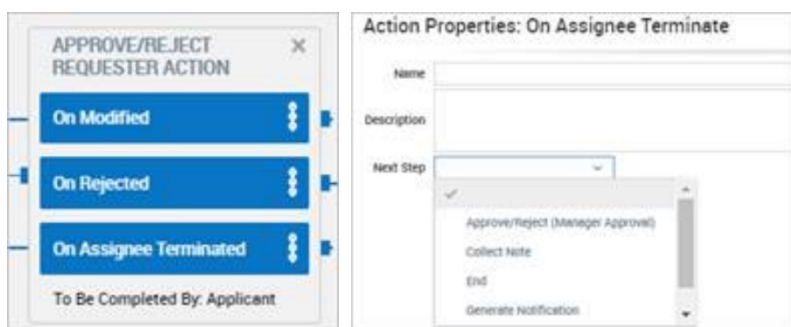 APPROVE/REJECT
REQUESTER ACTION
On Modified
On Rejected
On Assignee Terminated
To Be Completed By: Applicant
Action Properties: On Assignee Terminate
Name
Description
Next Step
Approve/Reject (Manager Approval)
Collect Note
End
Generate Notification